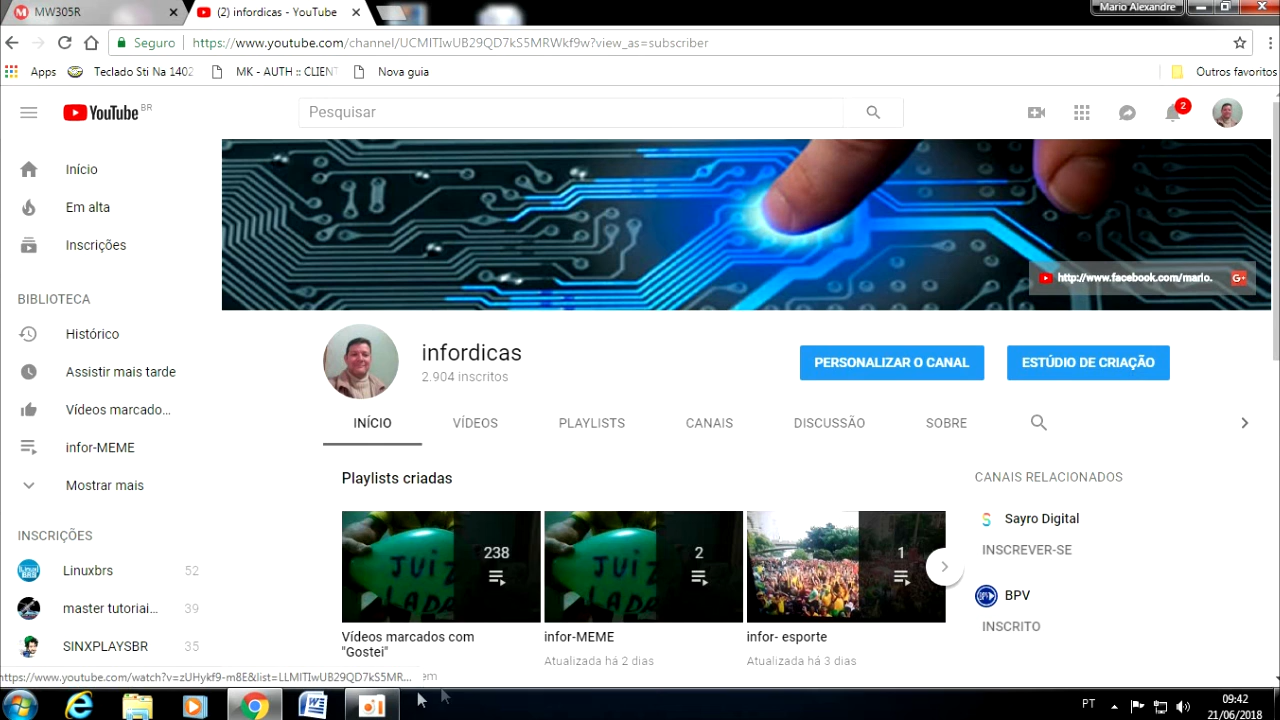 MW305R
(2) infordicas - YouTube
Mario Alexandre
Seguro
https://www.youtube.com/channel/UCMITIwUB29QD7kS5MRWkf9w?view_as=subscriber
Apps
Teclado Sti Na 1402
MK - AUTH :: CLIENT
Nova guia
Outros favoritos
YouTube BR
Pesquisar
2
Início
Em alta
Inscrições
BIBLIOTECA
Histórico
Assistir mais tarde
Vídeos marcado...
infor-MEME
Mostrar mais
INSCRIÇÕES
Linuxbrs 52
master tutoriai... 39
SINXPLAYSBR 35
http://www.facebook.com/mario.
G+
infordicas
2.904 inscritos
PERSONALIZAR O CANAL
ESTÚDIO DE CRIAÇÃO
INÍCIO
VÍDEOS
PLAYLISTS
CANAIS
DISCUSSÃO
SOBRE
Playlists criadas
JUI
LADO
238
Vídeos marcados com
"Gostei"
JUI
LADO
2
infor-MEME
Atualizada há 2 dias
1
infor- esporte
Atualizada há 3 dias
CANAIS RELACIONADOS
Sayro Digital
INSCREVER-SE
BPV
INSCRITO
https://www.youtube.com/watch?v=zUHykf9-m8E&list=LLMITIwUB29QD7kS5MR...
em
PT
09:42
21/06/2018